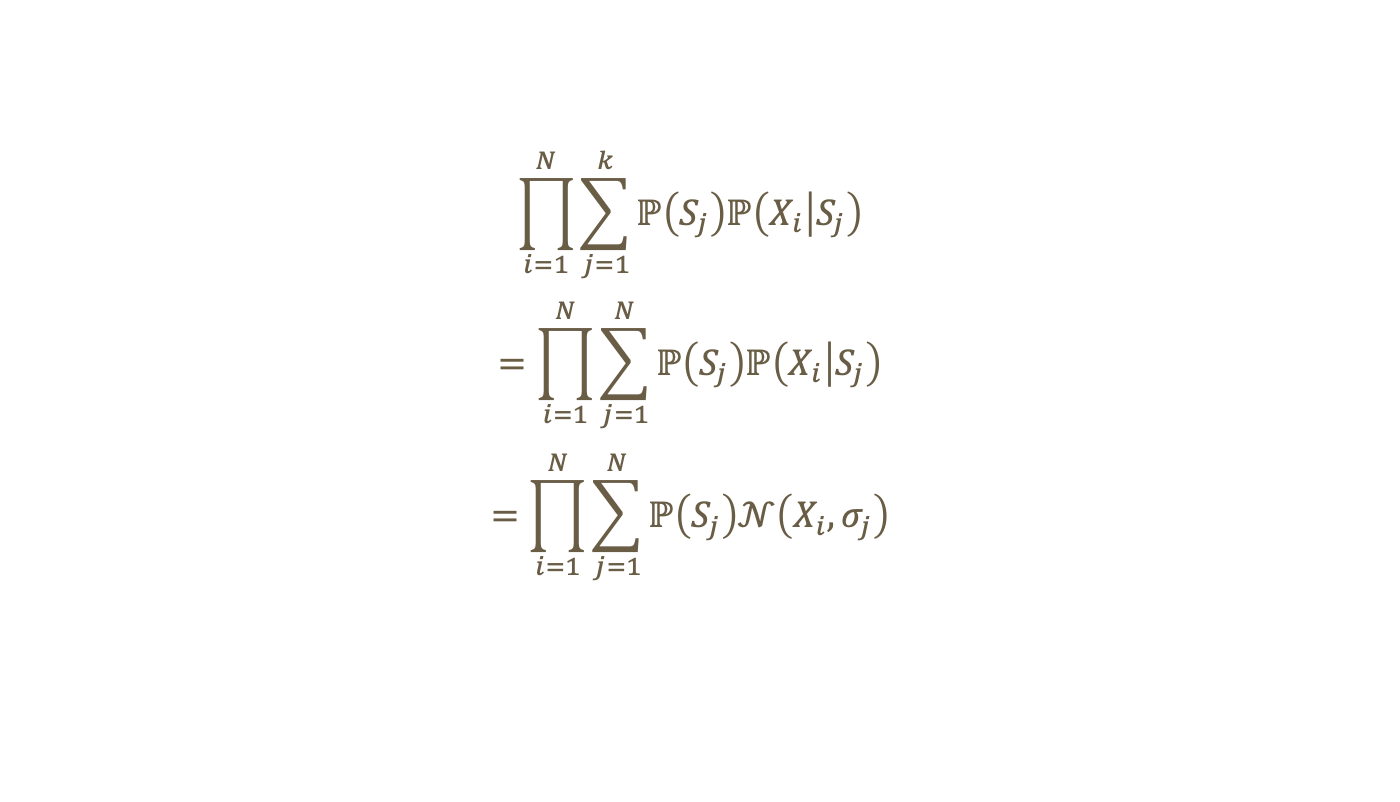 ∏_{i=1}^{N} ∑_{j=1}^{k} ℙ(S_j)ℙ(X_i|S_j)
= ∏_{i=1}^{N} ∑_{j=1}^{N} ℙ(S_j)ℙ(X_i|S_j)
= ∏_{i=1}^{N} ∑_{j=1}^{N} ℙ(S_j)𝒩(X_i, σ_j)